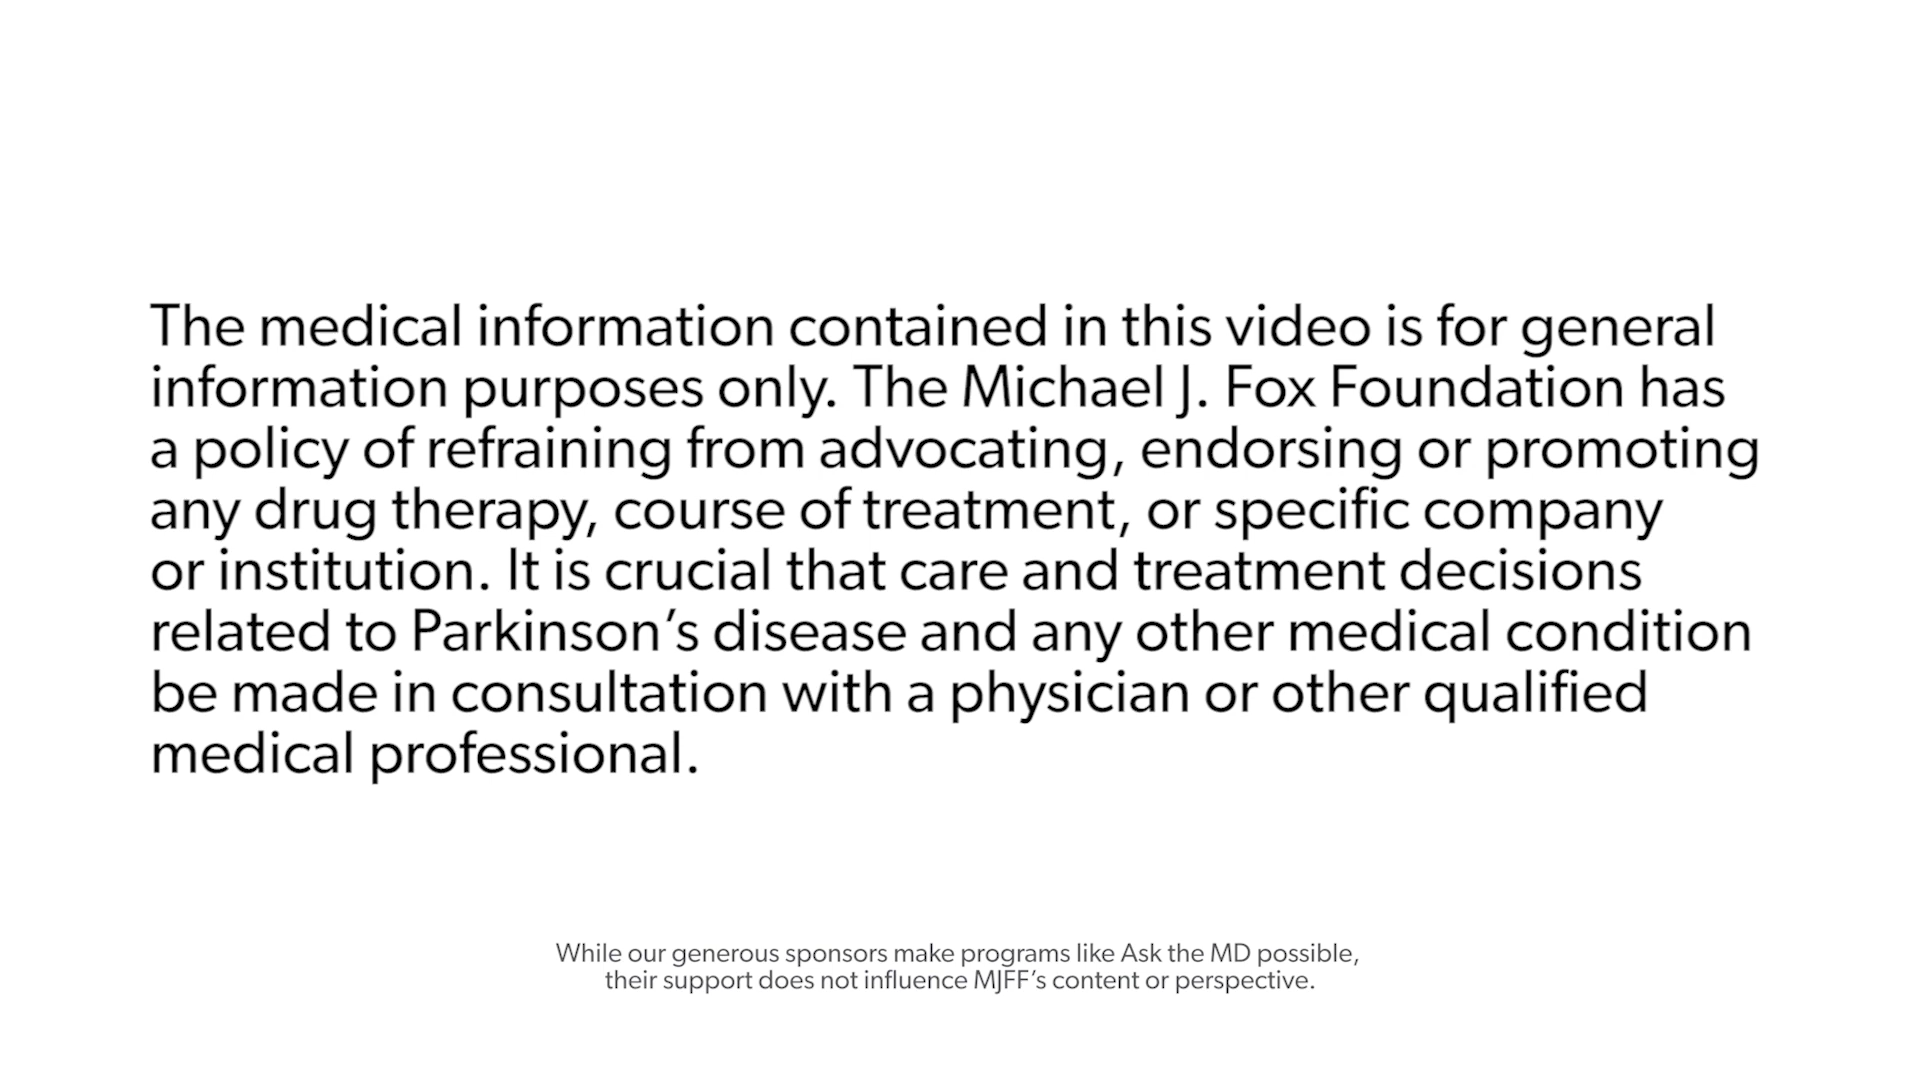 The medical information contained in this video is for general
information purposes only. The Michael J. Fox Foundation has
a policy of refraining from advocating, endorsing or promoting
any drug therapy, course of treatment, or specific company
or institution. It is crucial that care and treatment decisions
related to Parkinson’s disease and any other medical condition
be made in consultation with a physician or other qualified
medical professional.
While our generous sponsors make programs like Ask the MD possible,
their support does not influence MJFF’s content or perspective.